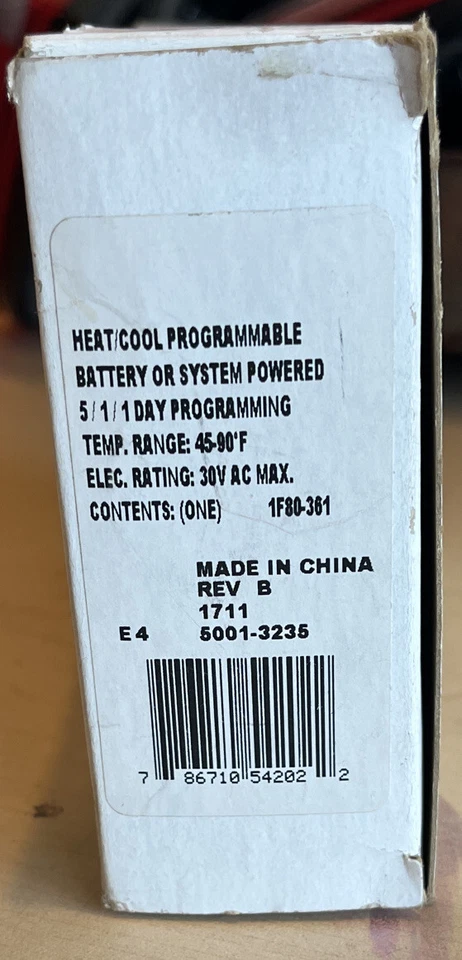 HEAT/COOL PROGRAMMABLE
BATTERY OR SYSTEM POWERED
5/1/1 DAY PROGRAMMING
TEMP. RANGE: 45-90°F
ELEC. RATING: 30V AC MAX.
CONTENTS: (ONE) 1F80-361
MADE IN CHINA
REV B
1711
E4 5001-3235
7 86710 54202 2